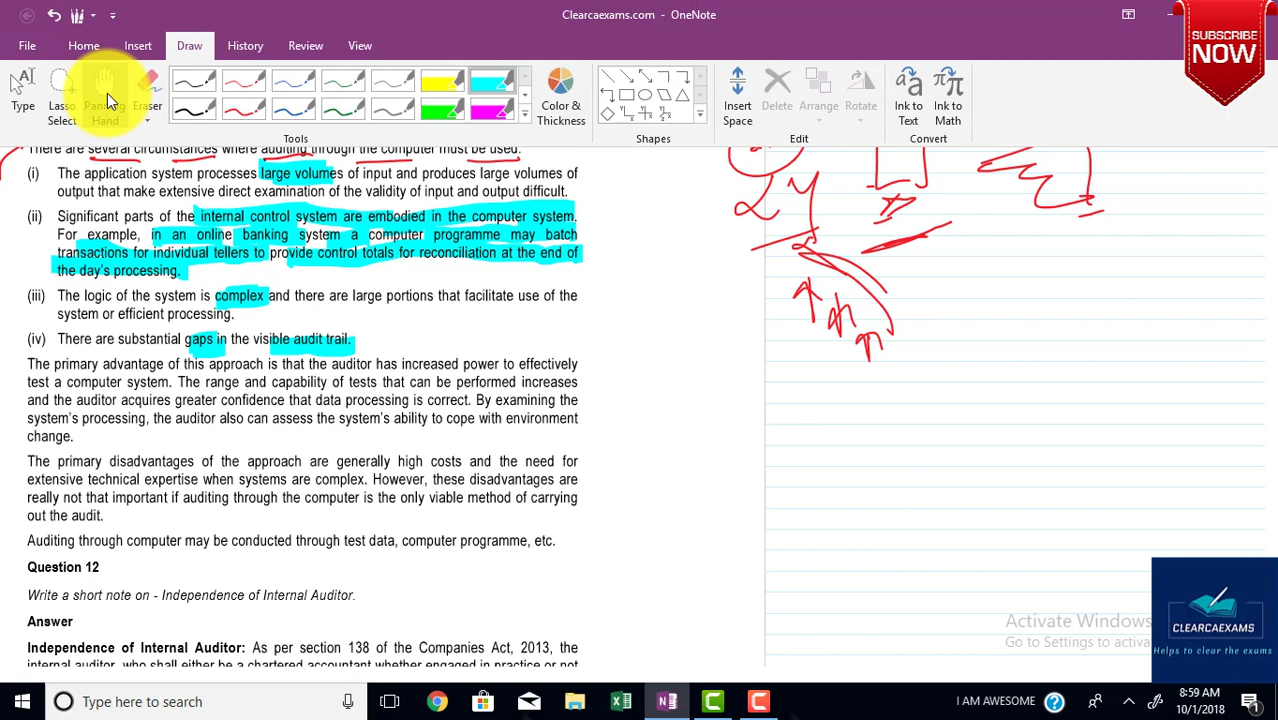 Clearcaexams.com - OneNote
SUBSCRIBE
NOW
File Home Insert Draw History Review View
Type
Lasso
Select
Panning
Hand
Eraser
Color &
Thickness
Insert
Space
Delete
Arrange
Rotate
Ink to
Text
Ink to
Math
Tools
Shapes
Edit
Convert
There are several circumstances where auditing through the computer must be used.
(i) The application system processes large volumes of input and produces large volumes of
output that make extensive direct examination of the validity of input and output difficult.
(ii) Significant parts of the internal control system are embodied in the computer system.
For example, in an online banking system a computer programme may batch
transactions for individual tellers to provide control totals for reconciliation at the end of
the day's processing.
(iii) The logic of the system is complex and there are large portions that facilitate use of the
system or efficient processing.
(iv) There are substantial gaps in the visible audit trail.
The primary advantage of this approach is that the auditor has increased power to effectively
test a computer system. The range and capability of tests that can be performed increases
and the auditor acquires greater confidence that data processing is correct. By examining the
system's processing, the auditor also can assess the system's ability to cope with environment
change.
The primary disadvantages of the approach are generally high costs and the need for
extensive technical expertise when systems are complex. However, these disadvantages are
really not that important if auditing through the computer is the only viable method of carrying
out the audit.
Auditing through computer may be conducted through test data, computer programme, etc.
Question 12
Write a short note on - Independence of Internal Auditor.
Answer
Independence of Internal Auditor: As per section 138 of the Companies Act, 2013, the
internal auditor, who shall either be a chartered accountant whether engaged in practice or not
Activate Windows
Go to Settings to activa
CLEARCAEXAMS
Helps to clear the exams
Type here to search
I AM AWESOME
8:59 AM
10/1/2018